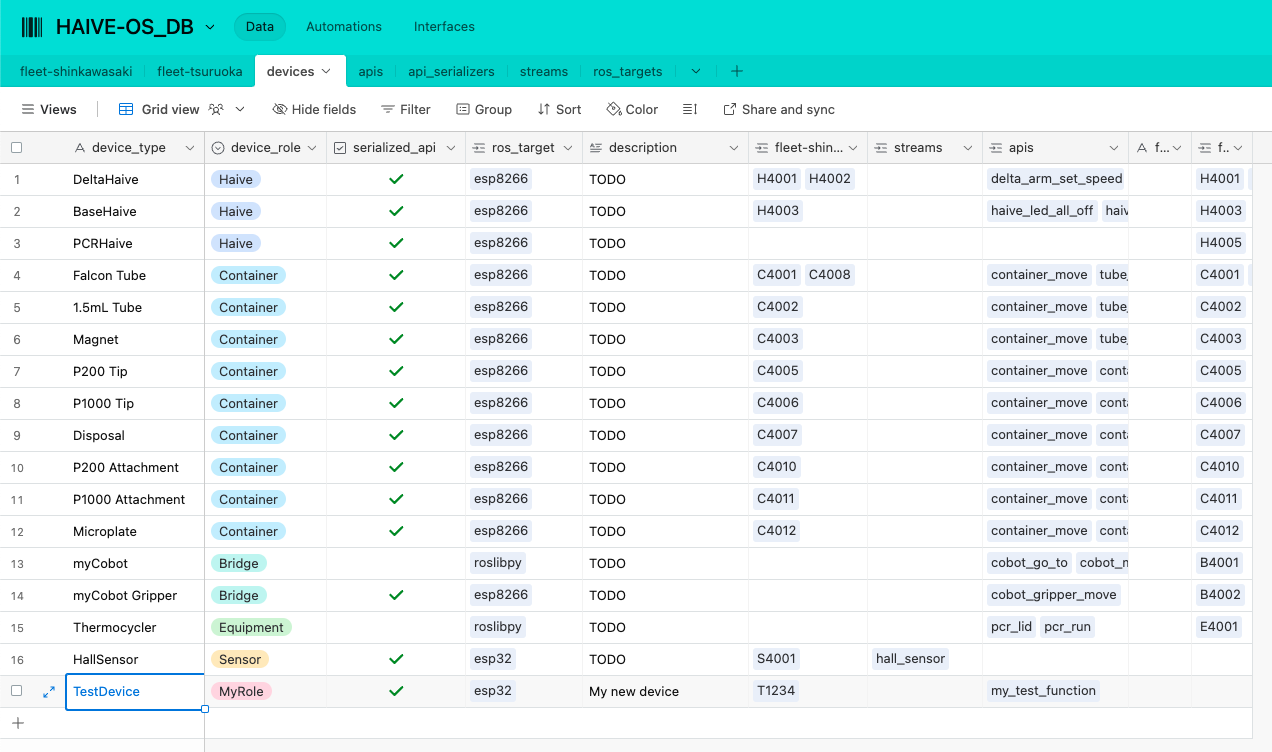 HAIVE-OS_DB Data Automations Interfaces
fleet-shinkawasaki fleet-tsuruoka devices apis api_serializers streams ros_targets
Views Grid view Hide fields Filter Group Sort Color Share and sync
device_type device_role serialized_api ros_target description fleet-shin... streams apis f... f..
1 DeltaHaive Haive esp8266 TODO H4001 H4002 delta_arm_set_speed H4001
2 BaseHaive Haive esp8266 TODO H4003 haive_led_all_off haiv H4003
3 PCRHaive Haive esp8266 TODO H4005
4 Falcon Tube Container esp8266 TODO C4001 C4008 container_move tube_ C4001
5 1.5mL Tube Container esp8266 TODO C4002 container_move tube_ C4002
6 Magnet Container esp8266 TODO C4003 container_move tube_ C4003
7 P200 Tip Container esp8266 TODO C4005 container_move conta C4005
8 P1000 Tip Container esp8266 TODO C4006 container_move conta C4006
9 Disposal Container esp8266 TODO C4007 container_move conta C4007
10 P200 Attachment Container esp8266 TODO C4010 container_move conta C4010
11 P1000 Attachment Container esp8266 TODO C4011 container_move conta C4011
12 Microplate Container esp8266 TODO C4012 container_move conta C4012
13 myCobot Bridge roslibpy TODO cobot_go_to cobot_m B4001
14 myCobot Gripper Bridge esp8266 TODO cobot_gripper_move B4002
15 Thermocycler Equipment roslibpy TODO pcr_lid pcr_run E4001
16 HallSensor Sensor esp32 TODO S4001 hall_sensor
TestDevice MyRole esp32 My new device T1234 my_test_function